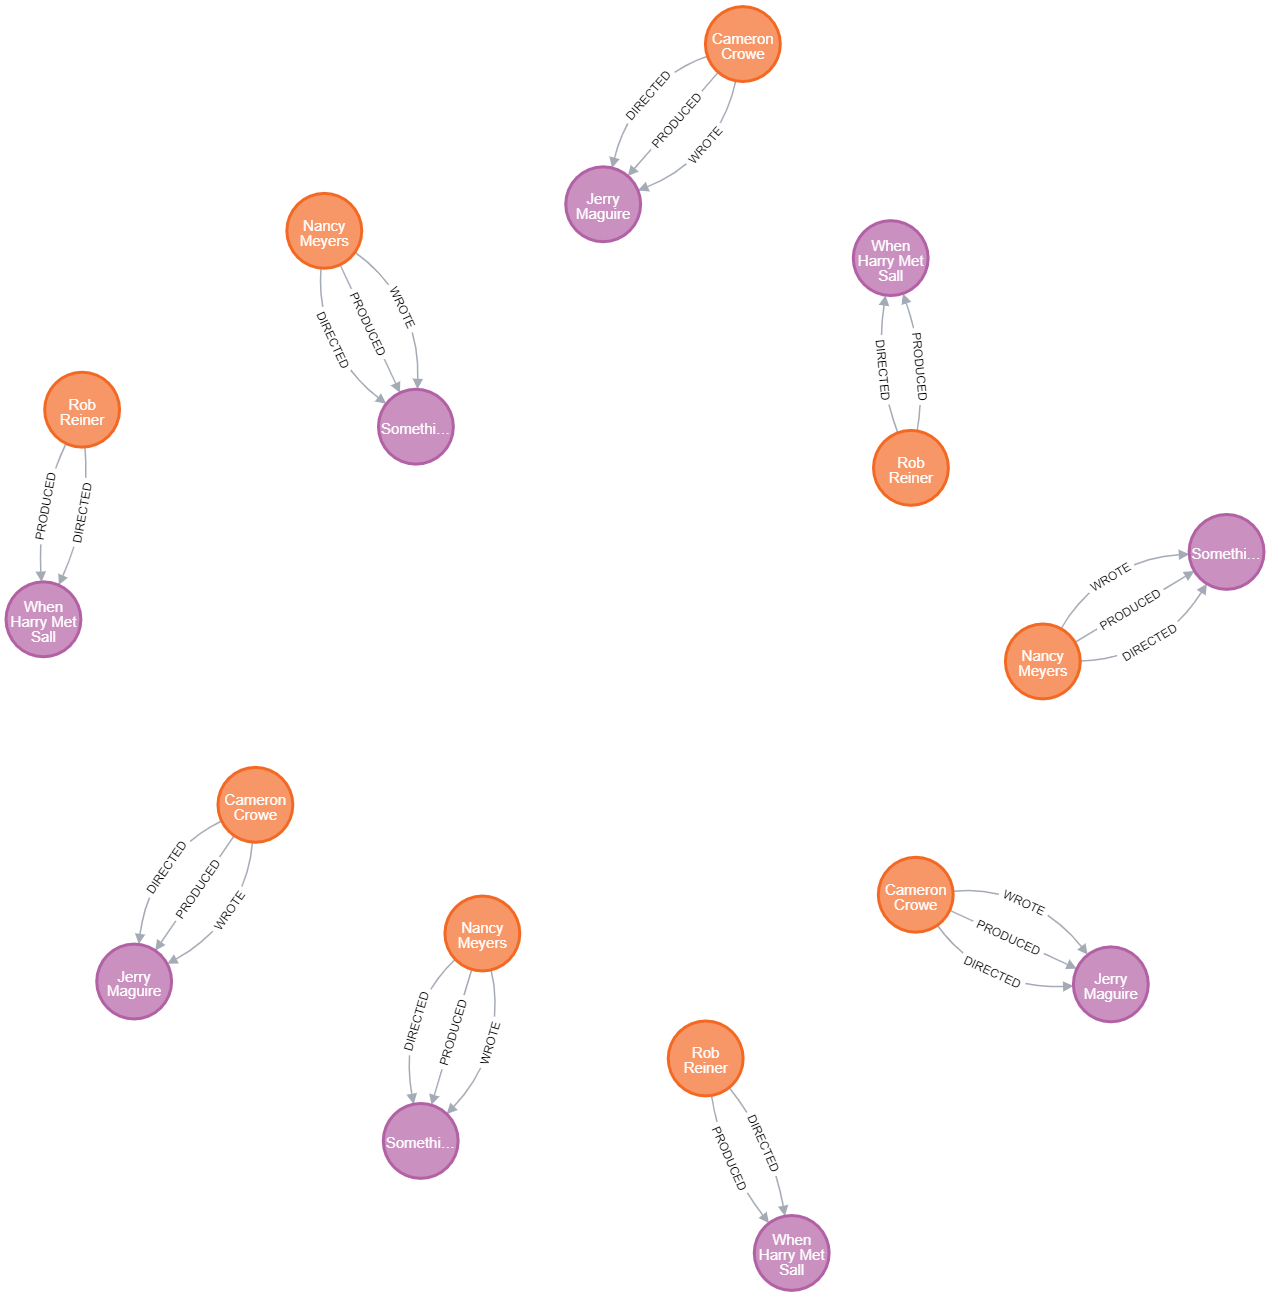 Cameron
Crowe
DIRECTED
PRODUCED
WROTE
Jerry
Maguire
Nancy
Meyers
WROTE
PRODUCED
DIRECTED
Somethi...
When
Harry Met
Sall
DIRECTED
PRODUCED
Rob
Reiner
Rob
Reiner
PRODUCED
DIRECTED
When
Harry Met
Sall
Somethi...
WROTE
PRODUCED
DIRECTED
Nancy
Meyers
Cameron
Crowe
DIRECTED
PRODUCED
WROTE
Jerry
Maguire
Nancy
Meyers
DIRECTED
PRODUCED
WROTE
Somethi...
Cameron
Crowe
WROTE
PRODUCED
DIRECTED
Jerry
Maguire
Rob
Reiner
DIRECTED
PRODUCED
When
Harry Met
Sall